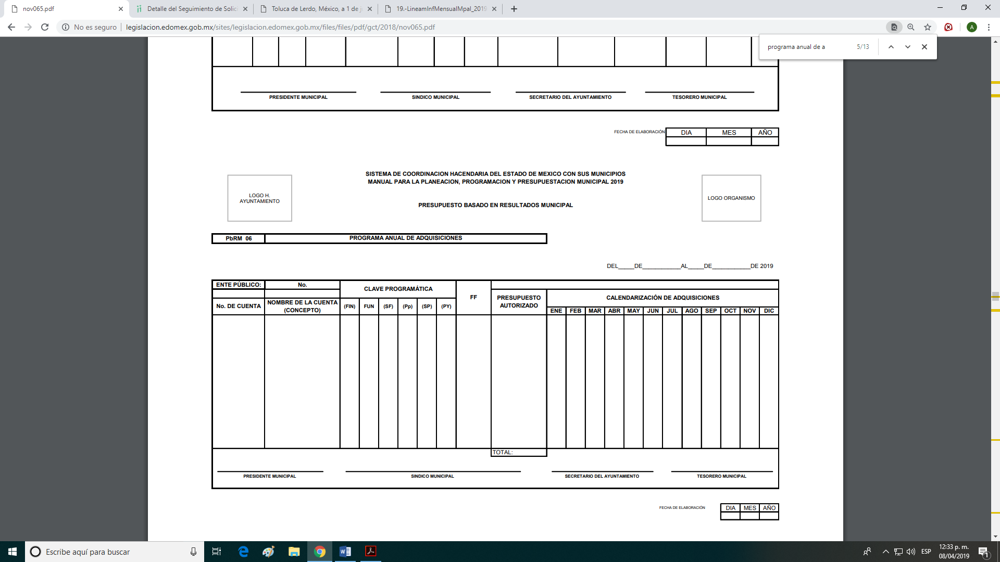 nov065.pdf
Detalle del Seguimiento de Solici
Toluca de Lerdo, México, a 1 de j
19.-LineamInfMensualMpal_2019
No es seguro
legislacion.edomex.gob.mx/sites/legislacion.edomex.gob.mx/files/files/pdf/gct/2018/nov065.pdf
A
programa anual de a
5/13
PRESIDENTE MUNICIPAL
SINDICO MUNICIPAL
SECRETARIO DEL AYUNTAMIENTO
TESORERO MUNICIPAL
FECHA DE ELABORACIÓN
DIA MES AÑO
SISTEMA DE COORDINACION HACENDARIA DEL ESTADO DE MEXICO CON SUS MUNICIPIOS
MANUAL PARA LA PLANEACION, PROGRAMACION Y PRESUPUESTACION MUNICIPAL 2019
LOGO H.
AYUNTAMIENTO
LOGO ORGANISMO
PRESUPUESTO BASADO EN RESULTADOS MUNICIPAL
PbRM 06
PROGRAMA ANUAL DE ADQUISICIONES
DEL_____DE____________AL_____DE____________DE 2019
ENTE PÚBLICO:
No.
CLAVE PROGRAMÁTICA
FF
PRESUPUESTO
AUTORIZADO
CALENDARIZACIÓN DE ADQUISICIONES
No. DE CUENTA
NOMBRE DE LA CUENTA
(CONCEPTO)
(FIN) FUN (SF) (Pp) (SP) (PY)
ENE FEB MAR ABR MAY JUN JUL AGO SEP OCT NOV DIC
TOTAL:
PRESIDENTE MUNICIPAL
SINDICO MUNICIPAL
SECRETARIO DEL AYUNTAMIENTO
TESORERO MUNICIPAL
FECHA DE ELABORACIÓN
DIA MES AÑO
Escribe aquí para buscar
ESP
12:33 p. m.
08/04/2019
1